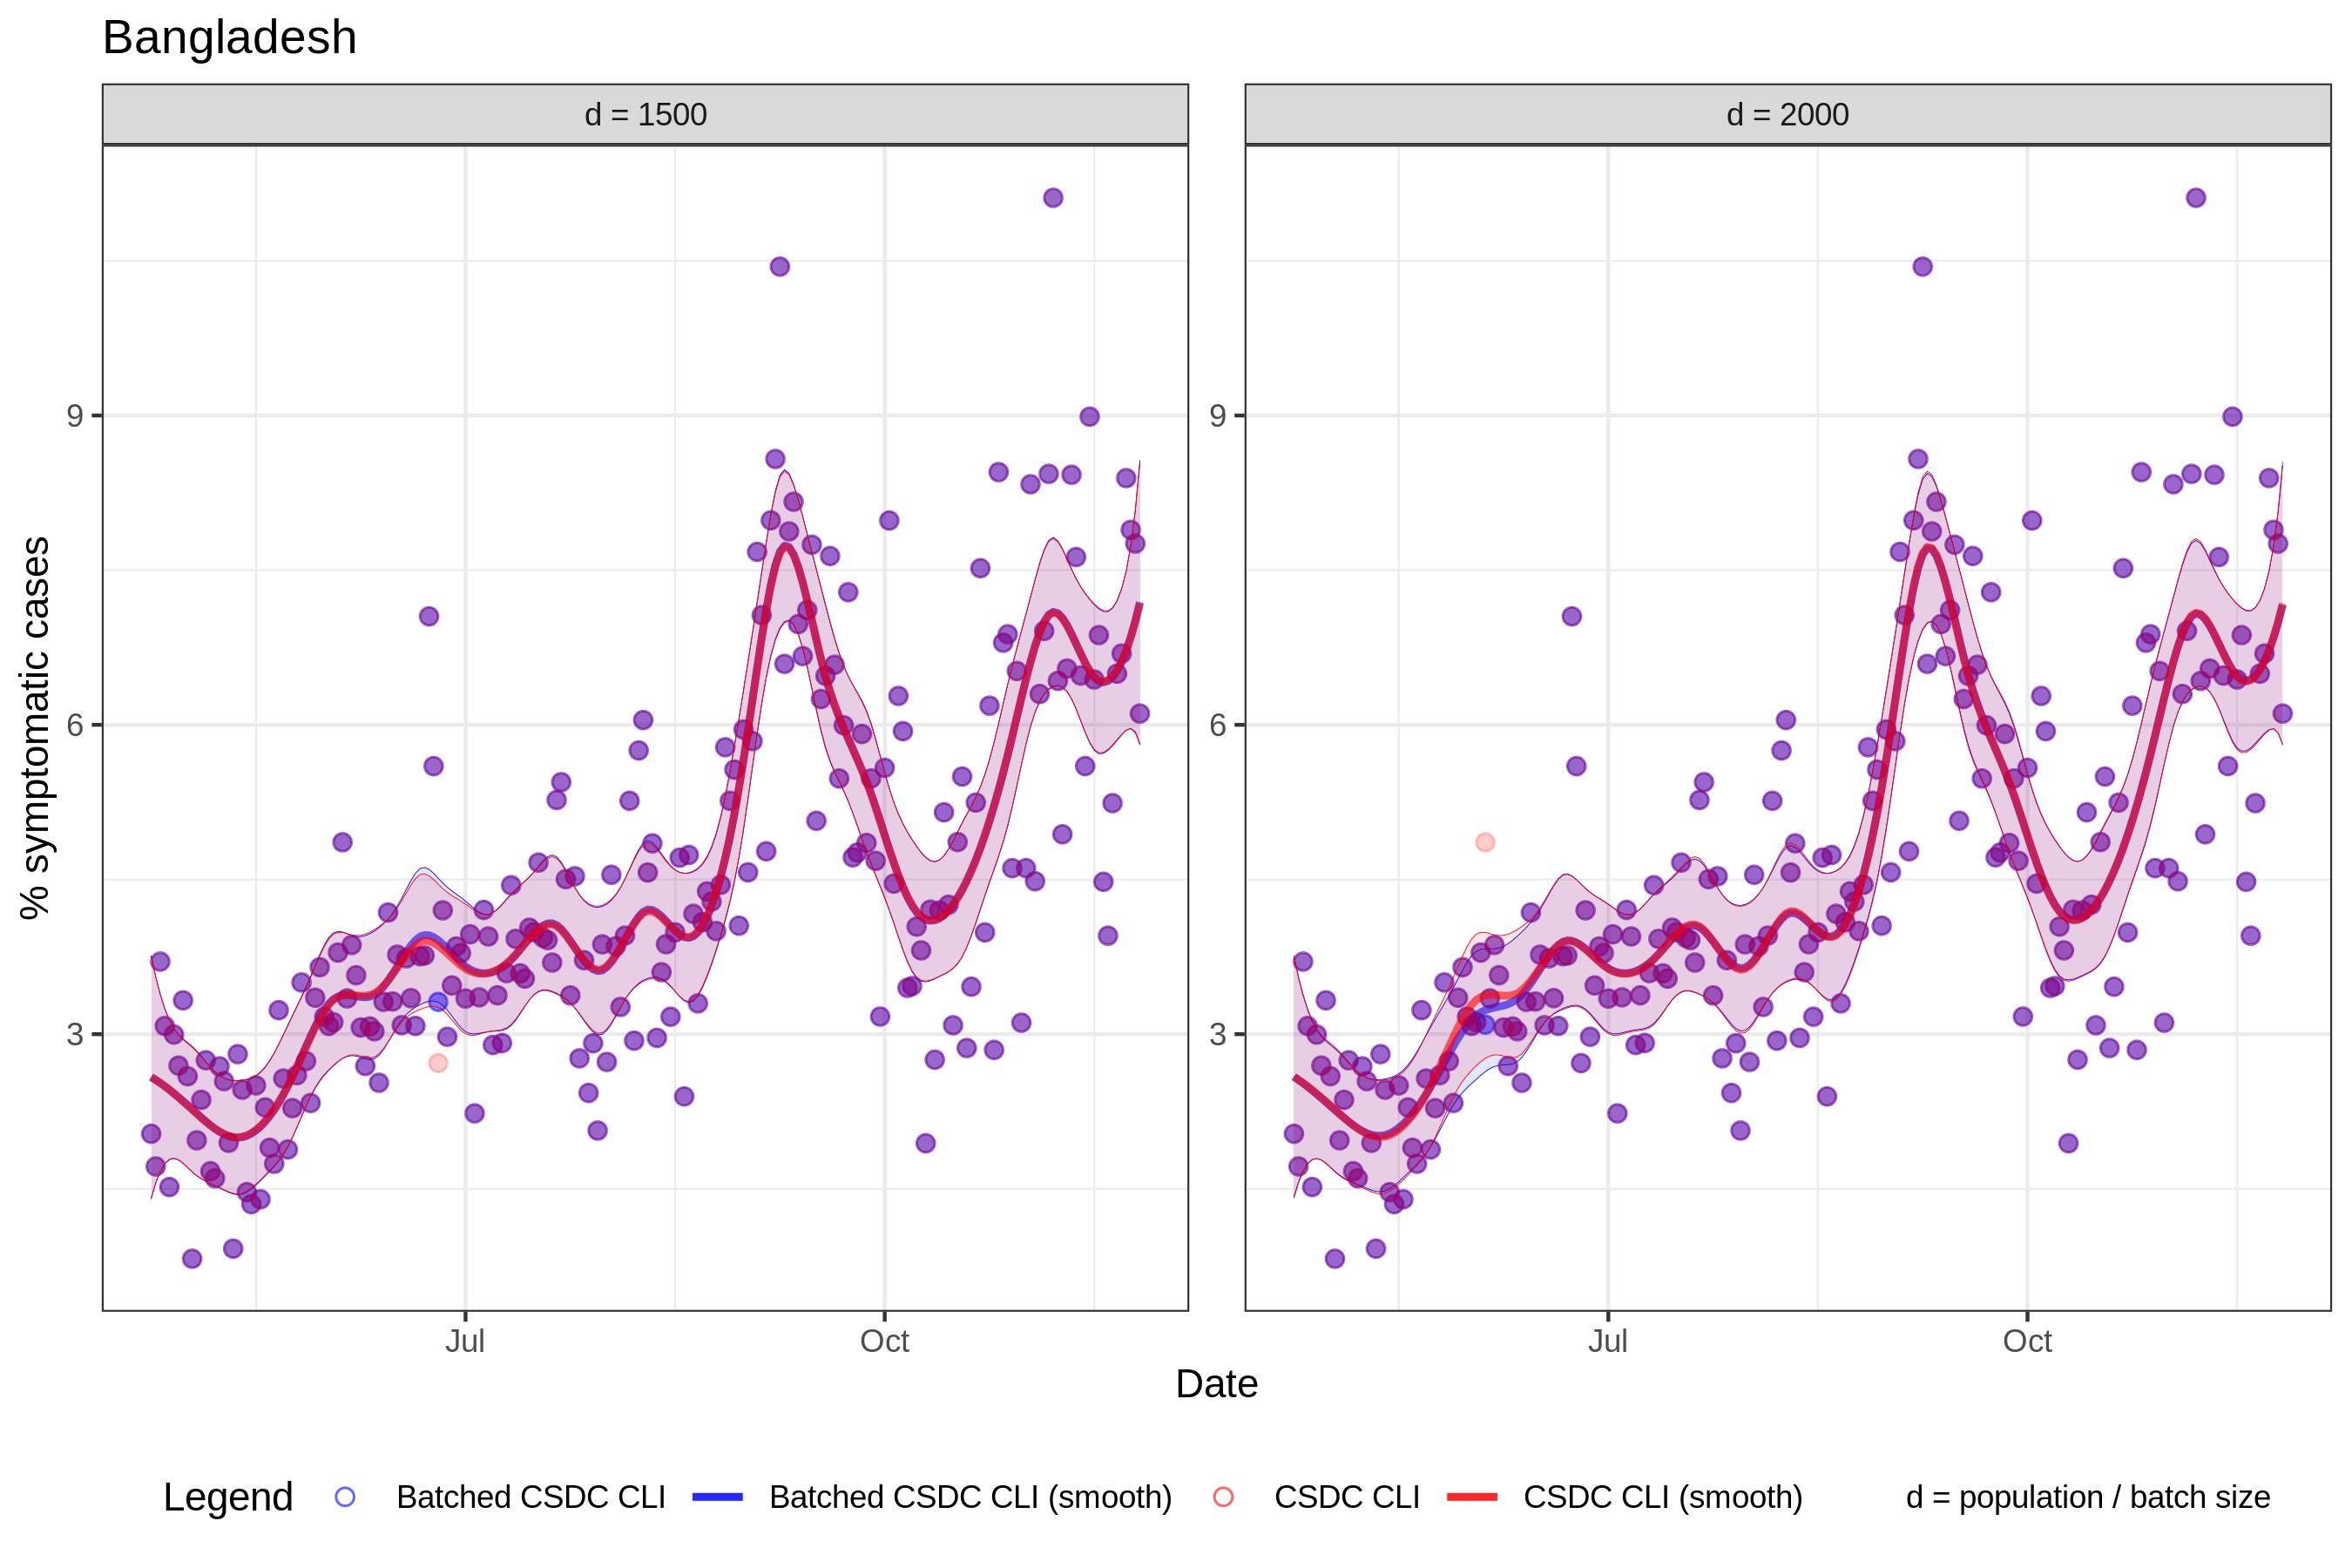 Bangladesh
d = 1500
d = 2000
% symptomatic cases
9
6
3
9
6
3
Jul
Oct
Jul
Oct
Date
Legend
Batched CSDC CLI
Batched CSDC CLI (smooth)
CSDC CLI
CSDC CLI (smooth)
d = population / batch size